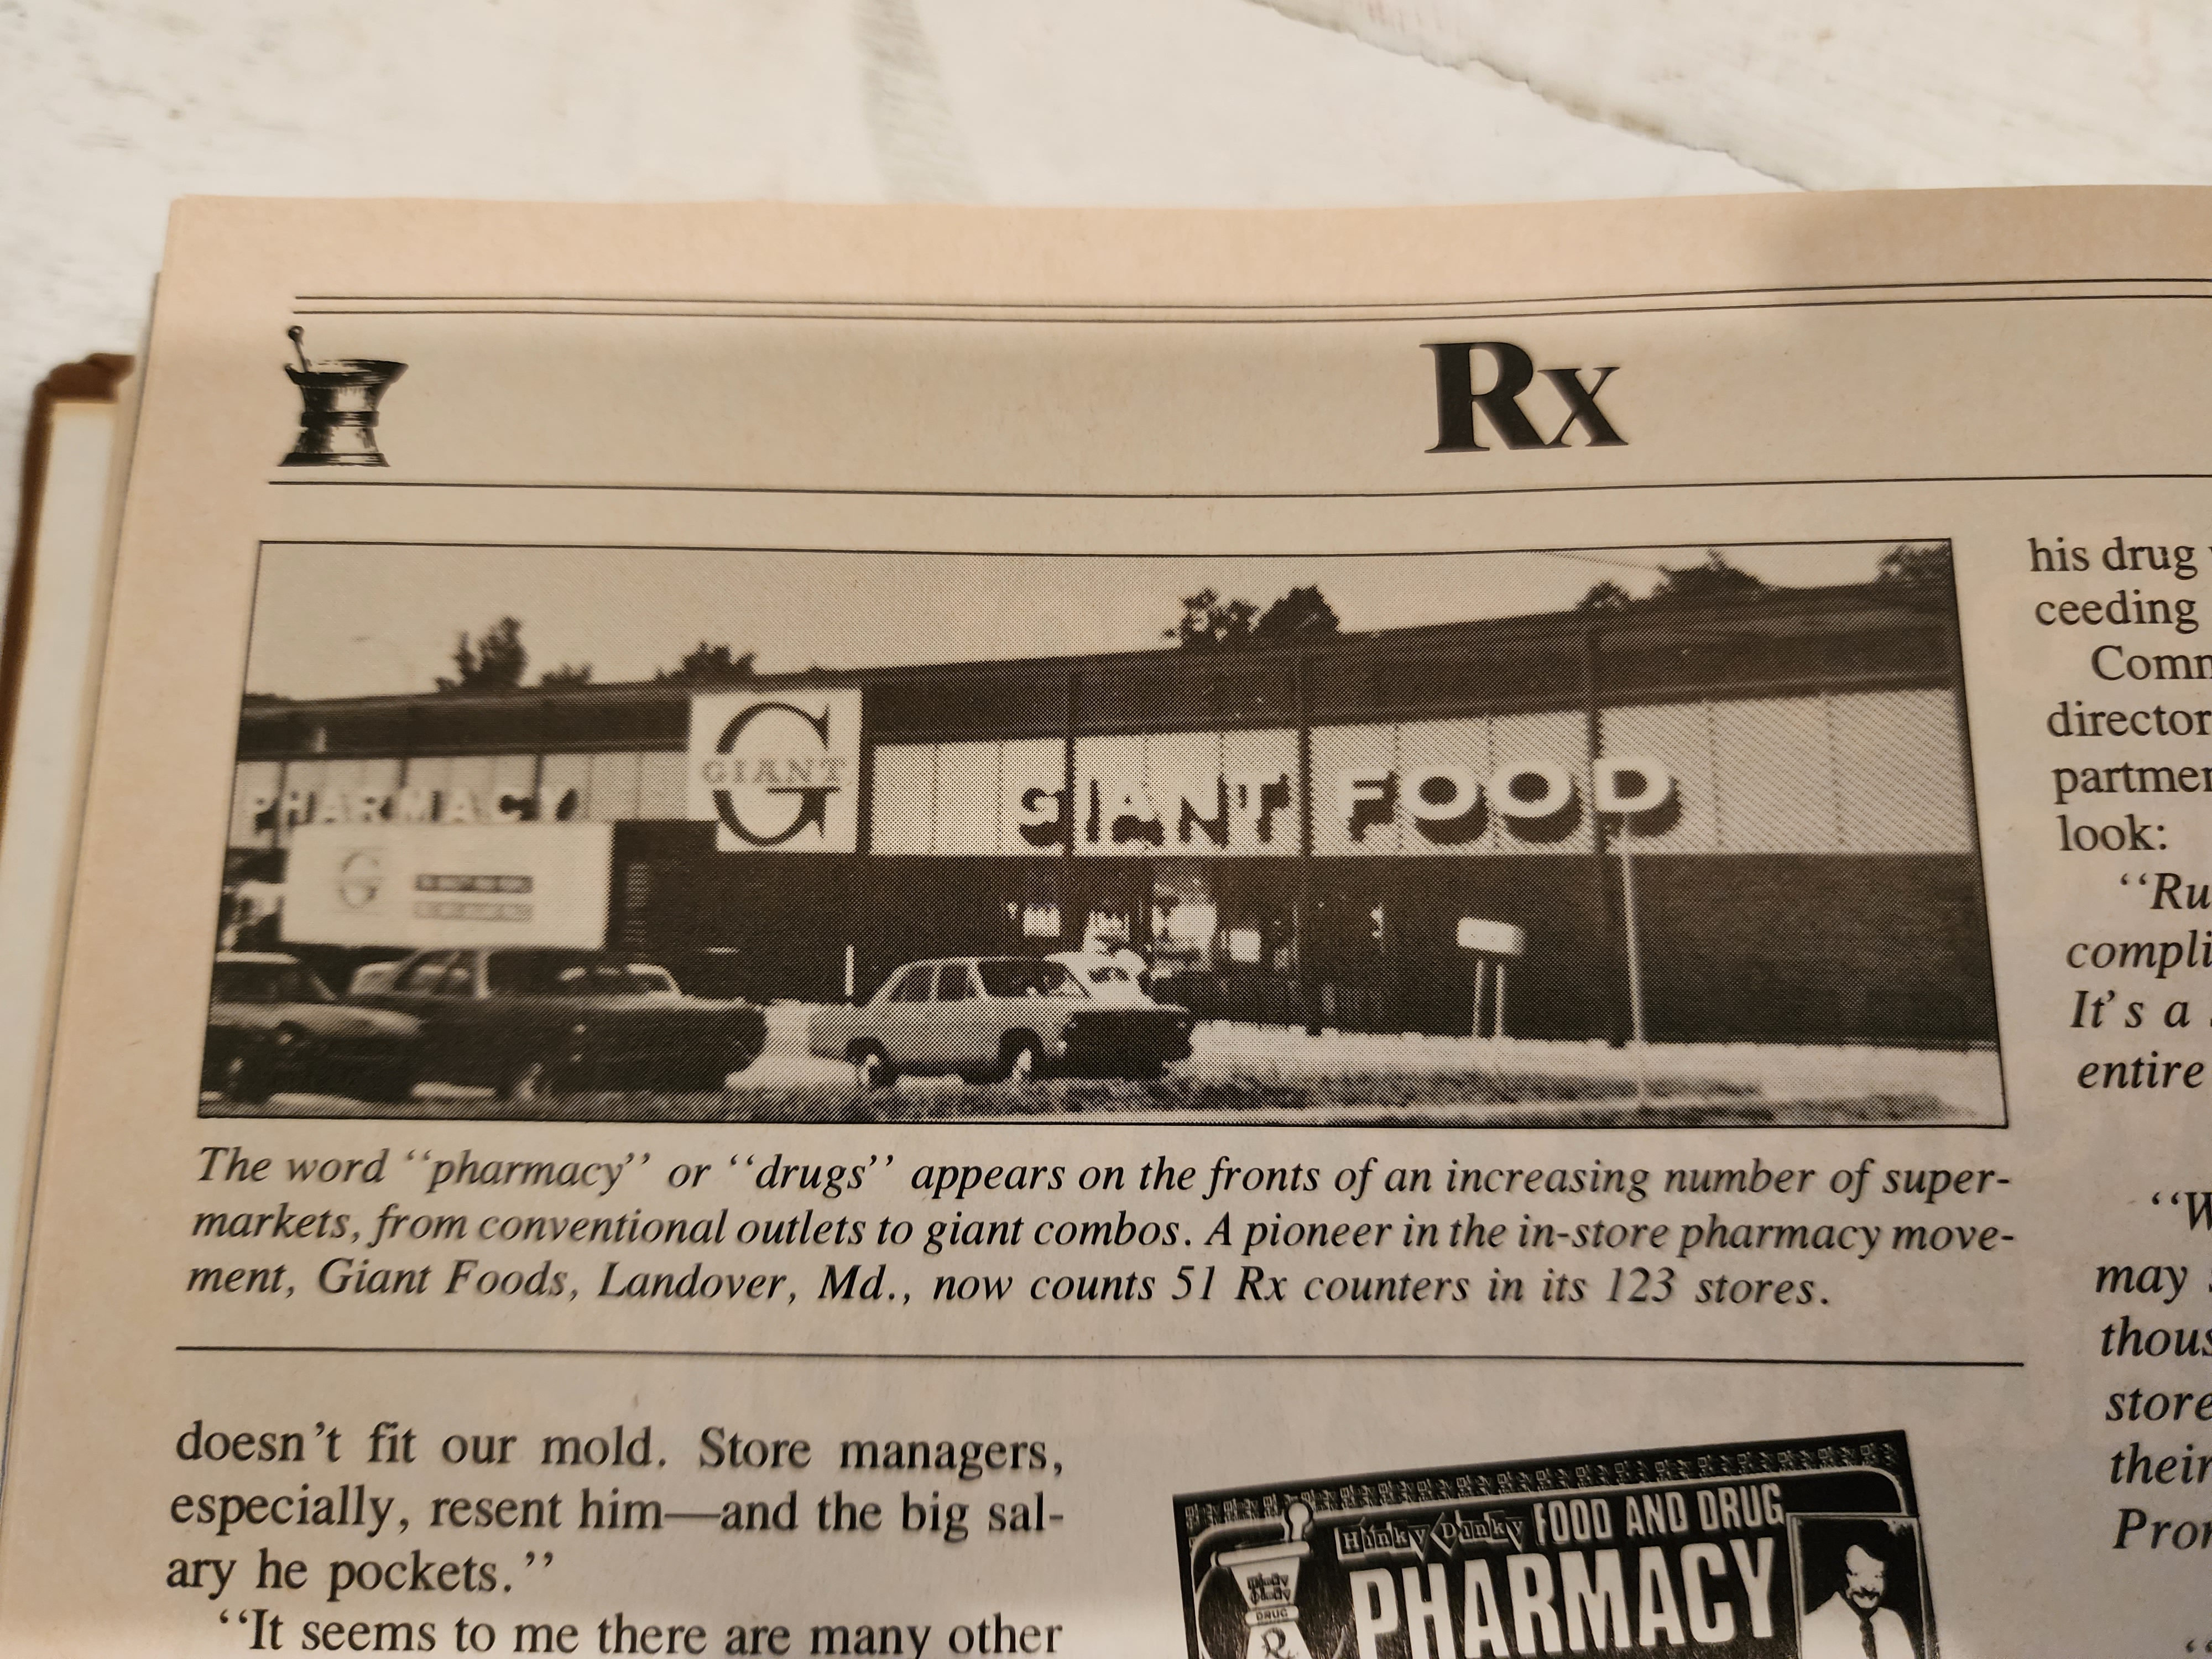 Rx
PHARMACY
GIANT
GIANT FOOD
The word ‘‘pharmacy’’ or ‘‘drugs’’ appears on the fronts of an increasing number of super-
markets, from conventional outlets to giant combos. A pioneer in the in-store pharmacy move-
ment, Giant Foods, Landover, Md., now counts 51 Rx counters in its 123 stores.
doesn’t fit our mold. Store managers,
especially, resent him—and the big sal-
ary he pockets.’’
‘‘It seems to me there are many other
Hinky Dinky FOOD AND DRUG
PHARMACY
DRUG
his drug
ceeding
Comm
director
partmen
look:
‘‘Ru
compli
It’s a
entire
‘‘W
may
thous
store
their
Pror